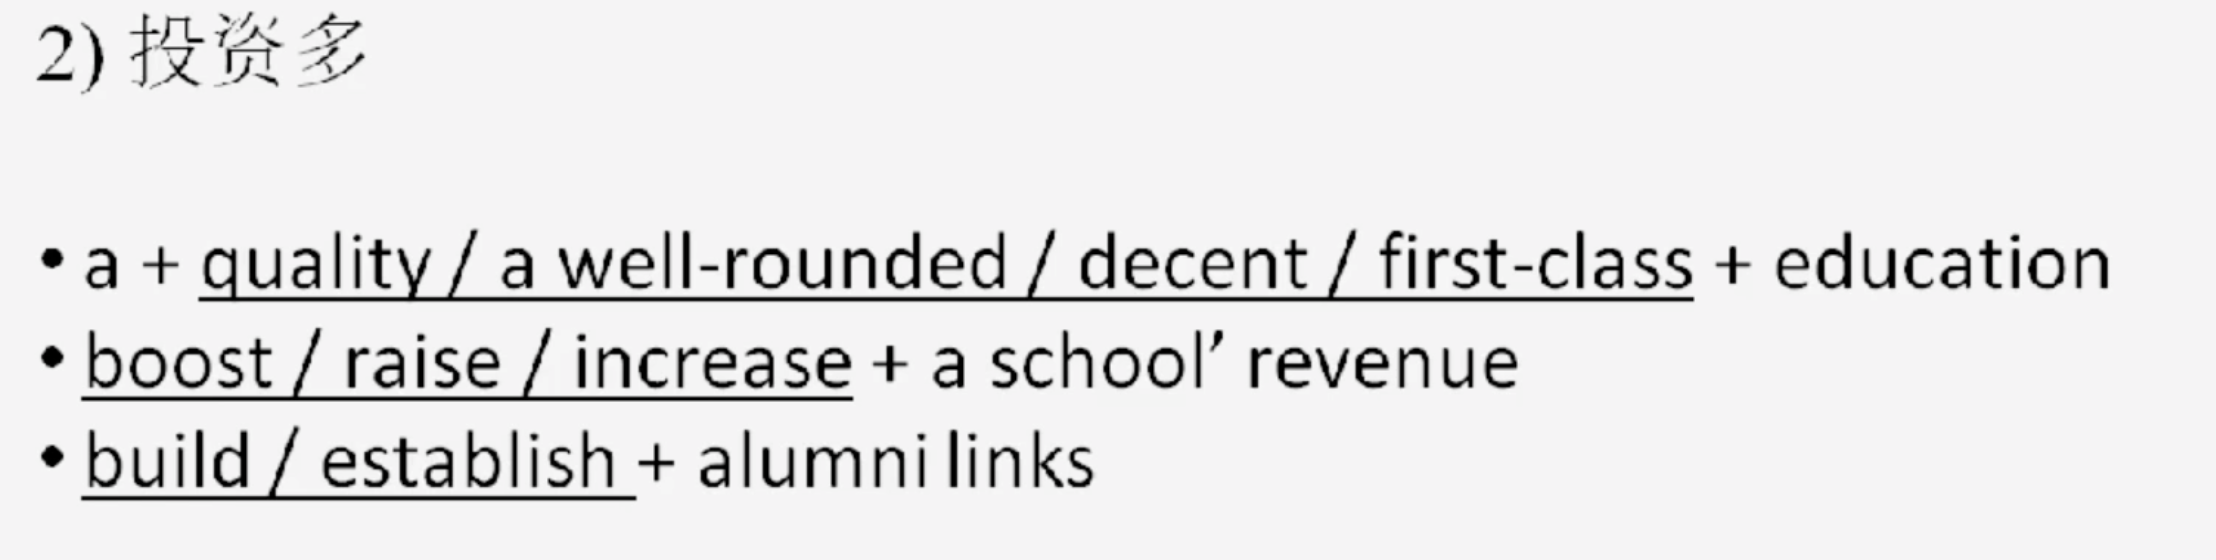 2) 投资多
• a + quality / a well-rounded / decent / first-class + education
• boost / raise / increase + a school’ revenue
• build / establish + alumni links